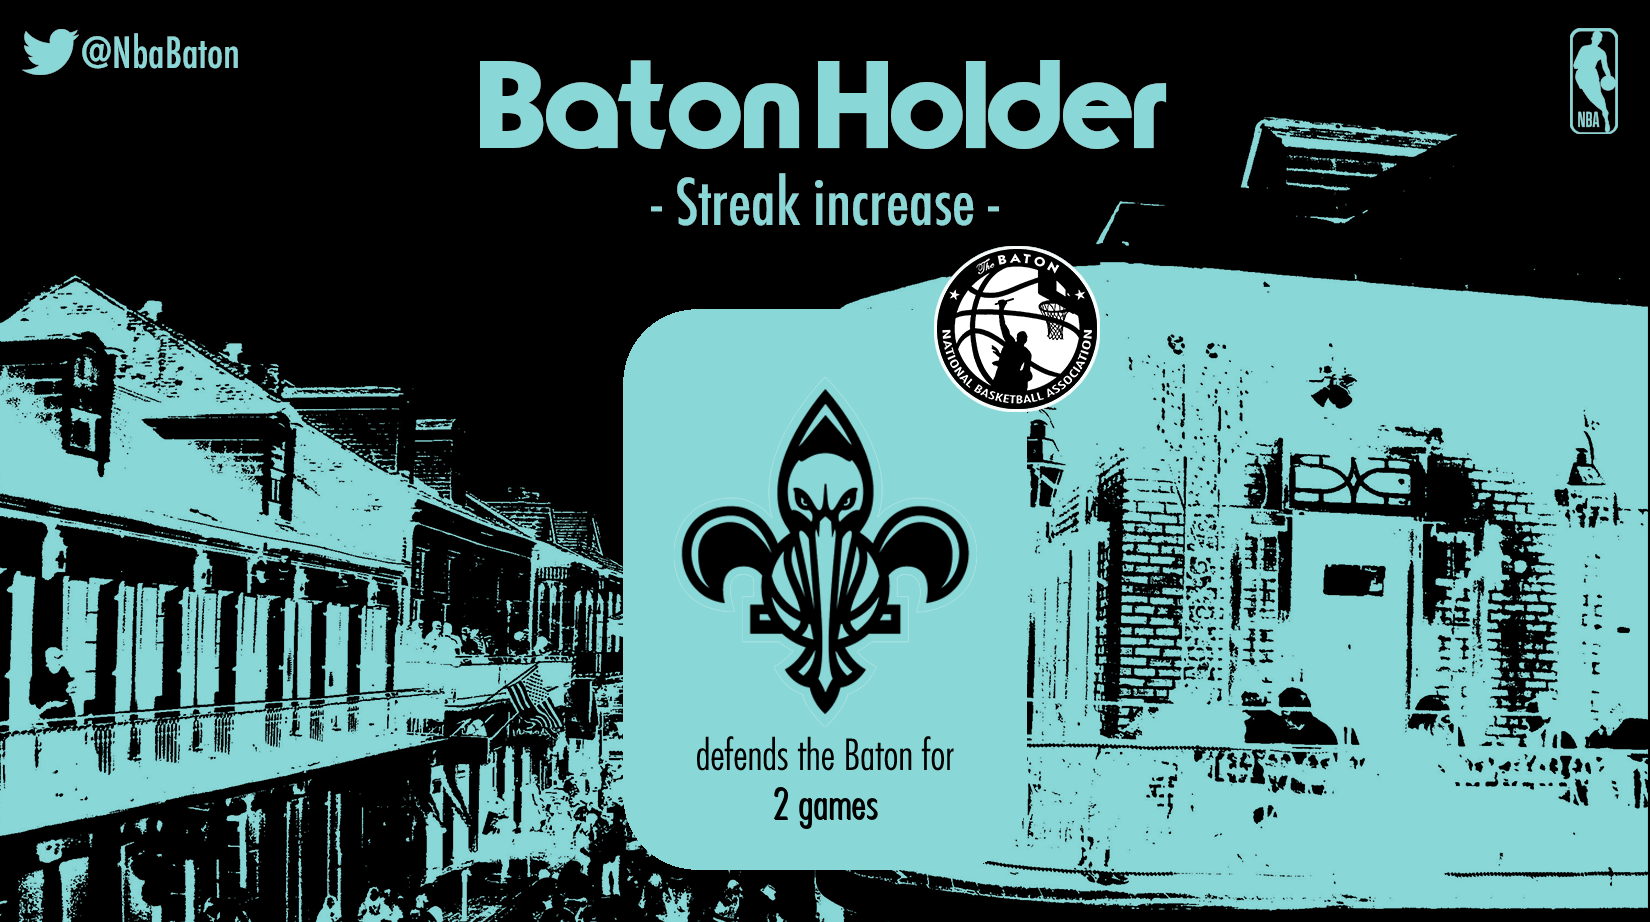 @NbaBaton
Baton Holder
NBA
- Streak increase -
The BATON
NATIONAL BASKETBALL ASSOCIATION
defends the Baton for
2 games